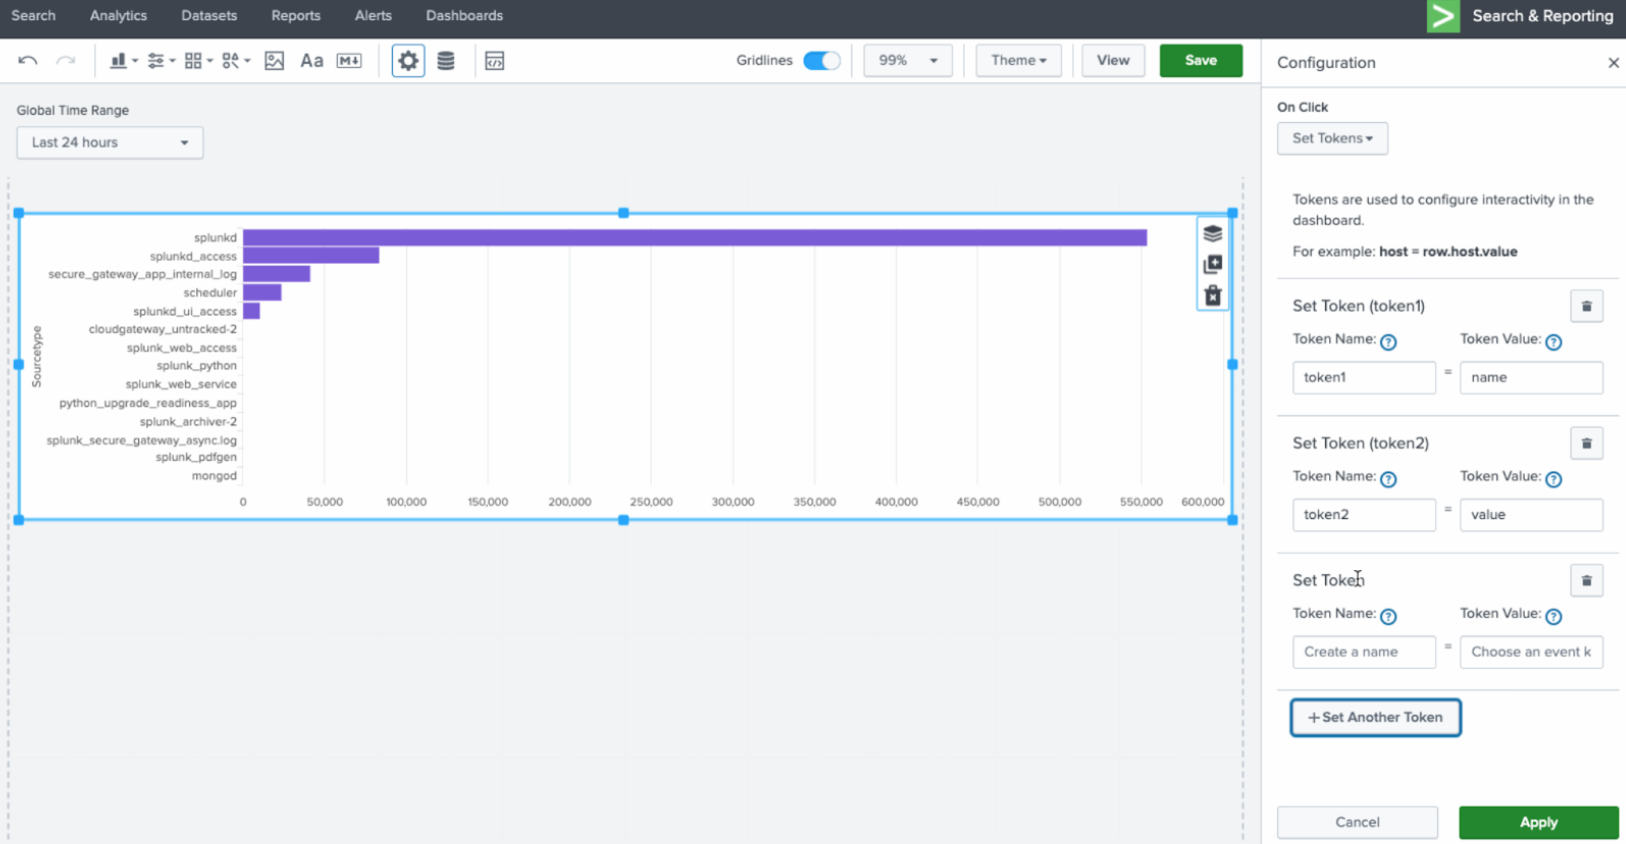 Search Analytics Datasets Reports Alerts Dashboards
Search & Reporting
Aa M↓ Gridlines 99% Theme View Save
Global Time Range
Last 24 hours
Sourcetype
splunkd
splunkd_access
secure_gateway_app_internal_log
scheduler
splunkd_ui_access
cloudgateway_untracked-2
splunk_web_access
splunk_python
splunk_web_service
python_upgrade_readiness_app
splunk_archiver-2
splunk_secure_gateway_async.log
splunk_pdfgen
mongod
0 50,000 100,000 150,000 200,000 250,000 300,000 350,000 400,000 450,000 500,000 550,000 600,000
Configuration
On Click
Set Tokens
Tokens are used to configure interactivity in the
dashboard.
For example: host = row.host.value
Set Token (token1)
Token Name: ? Token Value: ?
token1 = name
Set Token (token2)
Token Name: ? Token Value: ?
token2 = value
Set Token
Token Name: ? Token Value: ?
Create a name = Choose an event k
+ Set Another Token
Cancel Apply